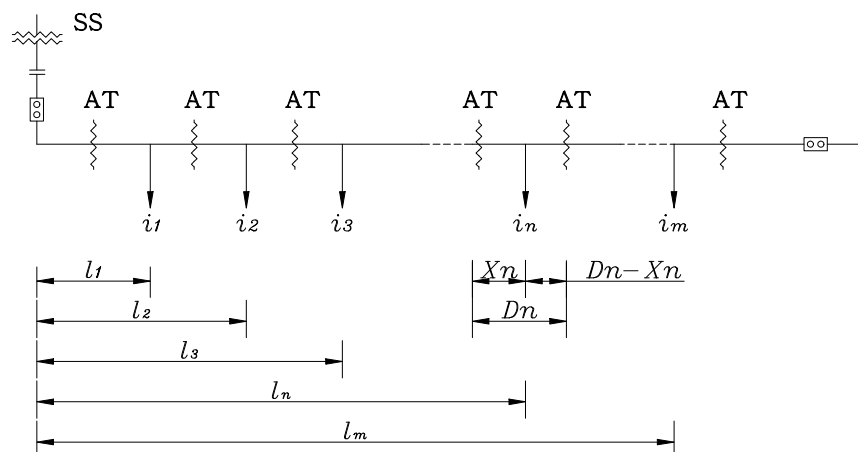 SS
AT AT AT AT AT AT
i1 i2 i3 in im
l1 Xn Dn-Xn
l2 Dn
l3
ln
lm